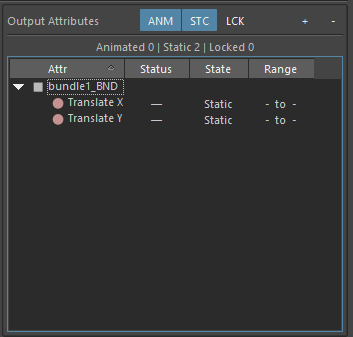 Output Attributes ANM STC LCK + -
Animated 0 | Static 2 | Locked 0
Attr Status State Range
bundle1_BND
Translate X — Static - to -
Translate Y — Static - to -